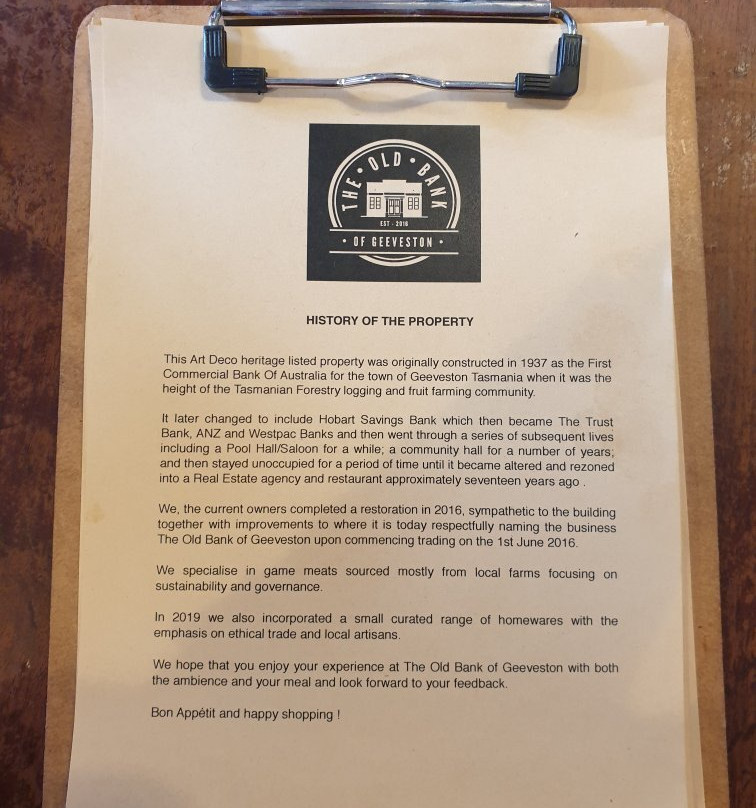 THE • OLD • BANK
EST - 2016
• OF GEEVESTON •
HISTORY OF THE PROPERTY
This Art Deco heritage listed property was originally constructed in 1937 as the First
Commercial Bank Of Australia for the town of Geeveston Tasmania when it was the
height of the Tasmanian Forestry logging and fruit farming community.
It later changed to include Hobart Savings Bank which then became The Trust
Bank, ANZ and Westpac Banks and then went through a series of subsequent lives
including a Pool Hall/Saloon for a while; a community hall for a number of years;
and then stayed unoccupied for a period of time until it became altered and rezoned
into a Real Estate agency and restaurant approximately seventeen years ago .
We, the current owners completed a restoration in 2016, sympathetic to the building
together with improvements to where it is today respectfully naming the business
The Old Bank of Geeveston upon commencing trading on the 1st June 2016.
We specialise in game meats sourced mostly from local farms focusing on
sustainability and governance.
In 2019 we also incorporated a small curated range of homewares with the
emphasis on ethical trade and local artisans.
We hope that you enjoy your experience at The Old Bank of Geeveston with both
the ambience and your meal and look forward to your feedback.
Bon Appétit and happy shopping !